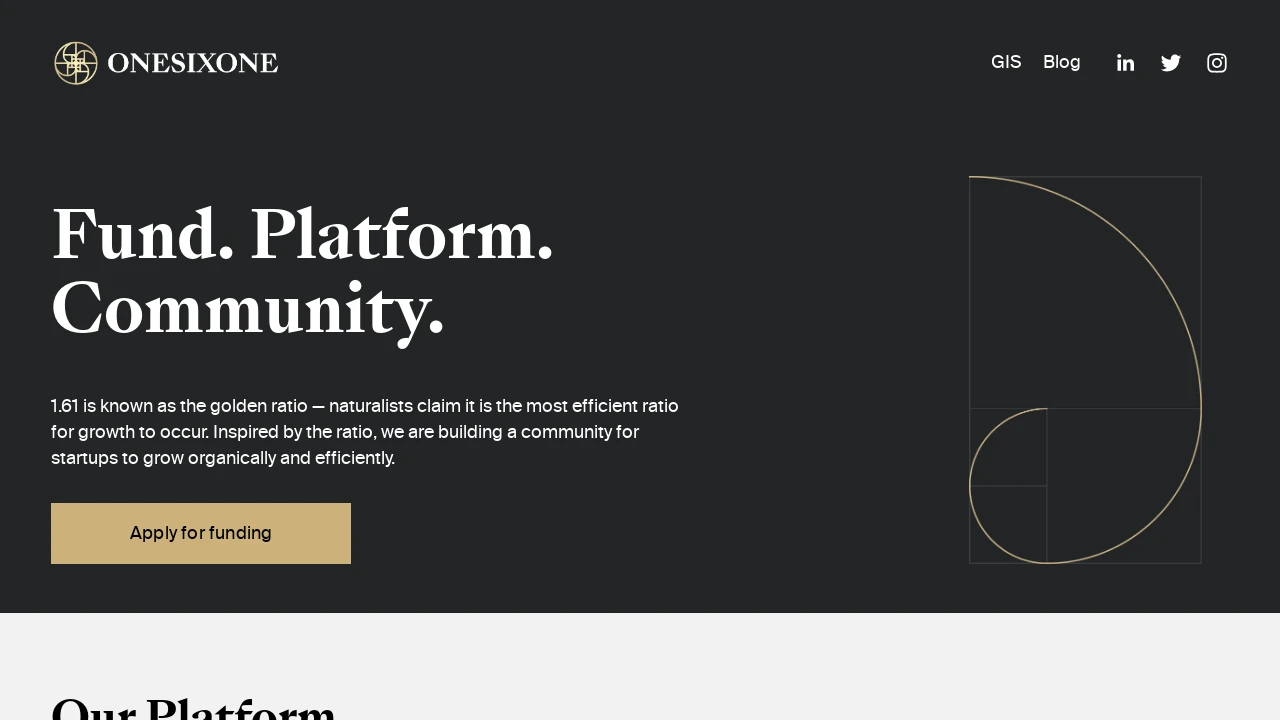 ONESIXONE
GIS Blog
Fund. Platform.
Community.
1.61 is known as the golden ratio — naturalists claim it is the most efficient ratio
for growth to occur. Inspired by the ratio, we are building a community for
startups to grow organically and efficiently.
Apply for funding
Our Platform